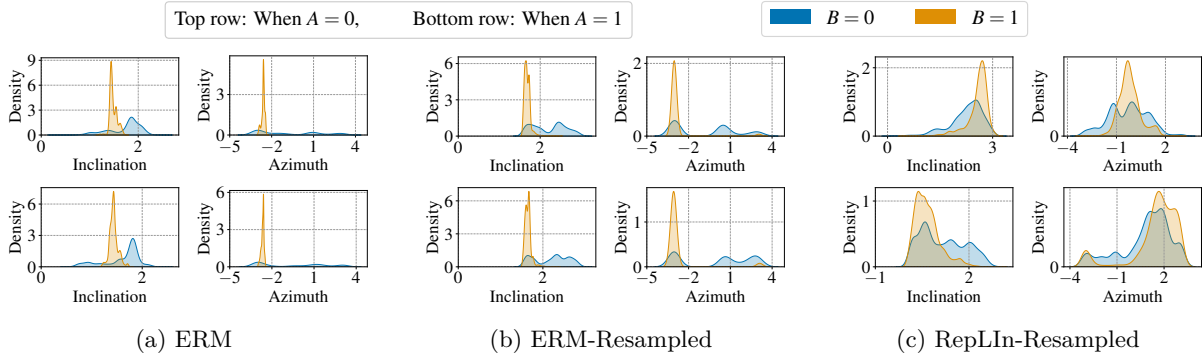 Top row: When A = 0, Bottom row: When A = 1
B = 0 B = 1
Density
9
6
3
0
0 2
Inclination
Density
5
0
−5 −2 1 4
Azimuth
Density
6
3
0
0 2
Inclination
Density
2
1
0
−5 −2 1 4
Azimuth
Density
2
0
0 3
Inclination
Density
0
−4 −1 2
Azimuth
Density
6
3
0
0 2
Inclination
Density
6
3
0
−5 −2 1 4
Azimuth
Density
6
3
0
0 2
Inclination
Density
1
0
−5 −2 1 4
Azimuth
Density
1
0
−1 2
Inclination
Density
0
−4 −1 2
Azimuth
(a) ERM
(b) ERM-Resampled
(c) RepLIn-Resampled